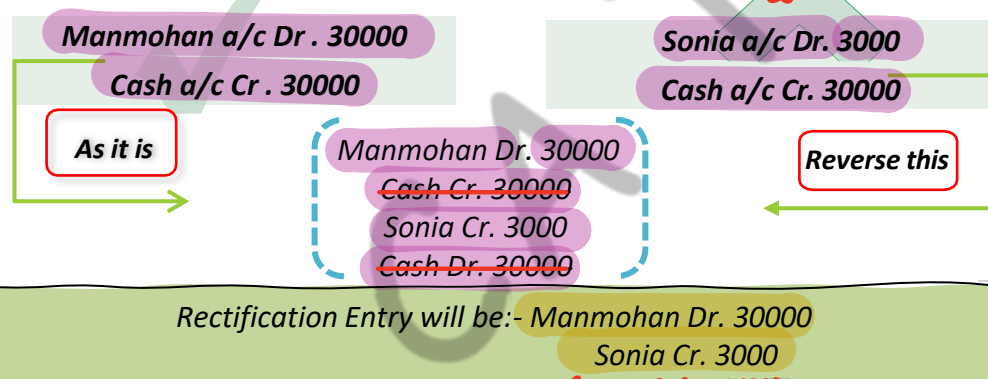 Manmohan a/c Dr . 30000
Cash a/c Cr . 30000
Sonia a/c Dr. 3000
Cash a/c Cr. 30000
As it is
Manmohan Dr. 30000
Cash Cr. 30000
Sonia Cr. 3000
Cash Dr. 30000
Reverse this
Rectification Entry will be:- Manmohan Dr. 30000
Sonia Cr. 3000